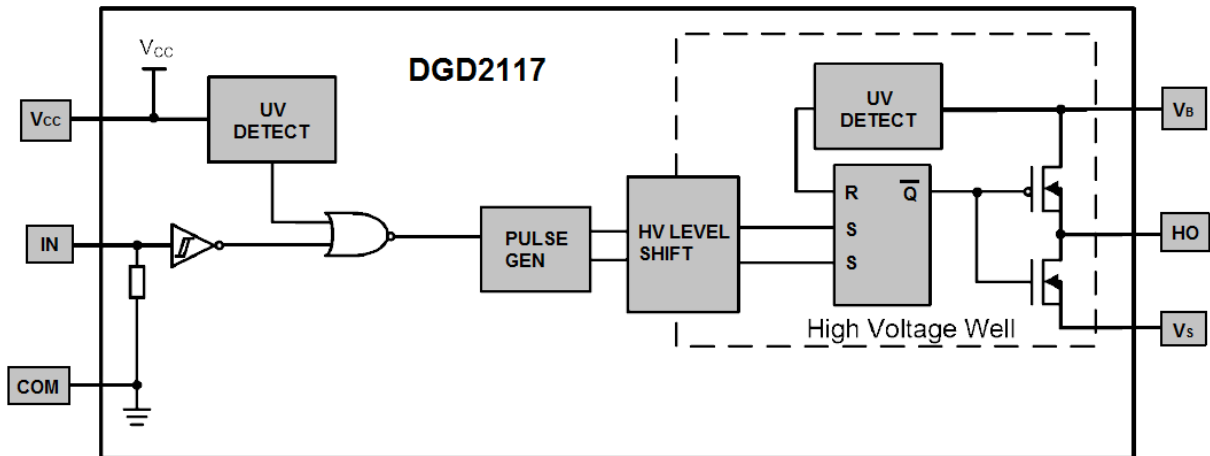 DGD2117
VCC
VCC
UV
DETECT
UV
DETECT
VB
IN
PULSE
GEN
HV LEVEL
SHIFT
R
Q̅
S
S
HO
High Voltage Well
VS
COM